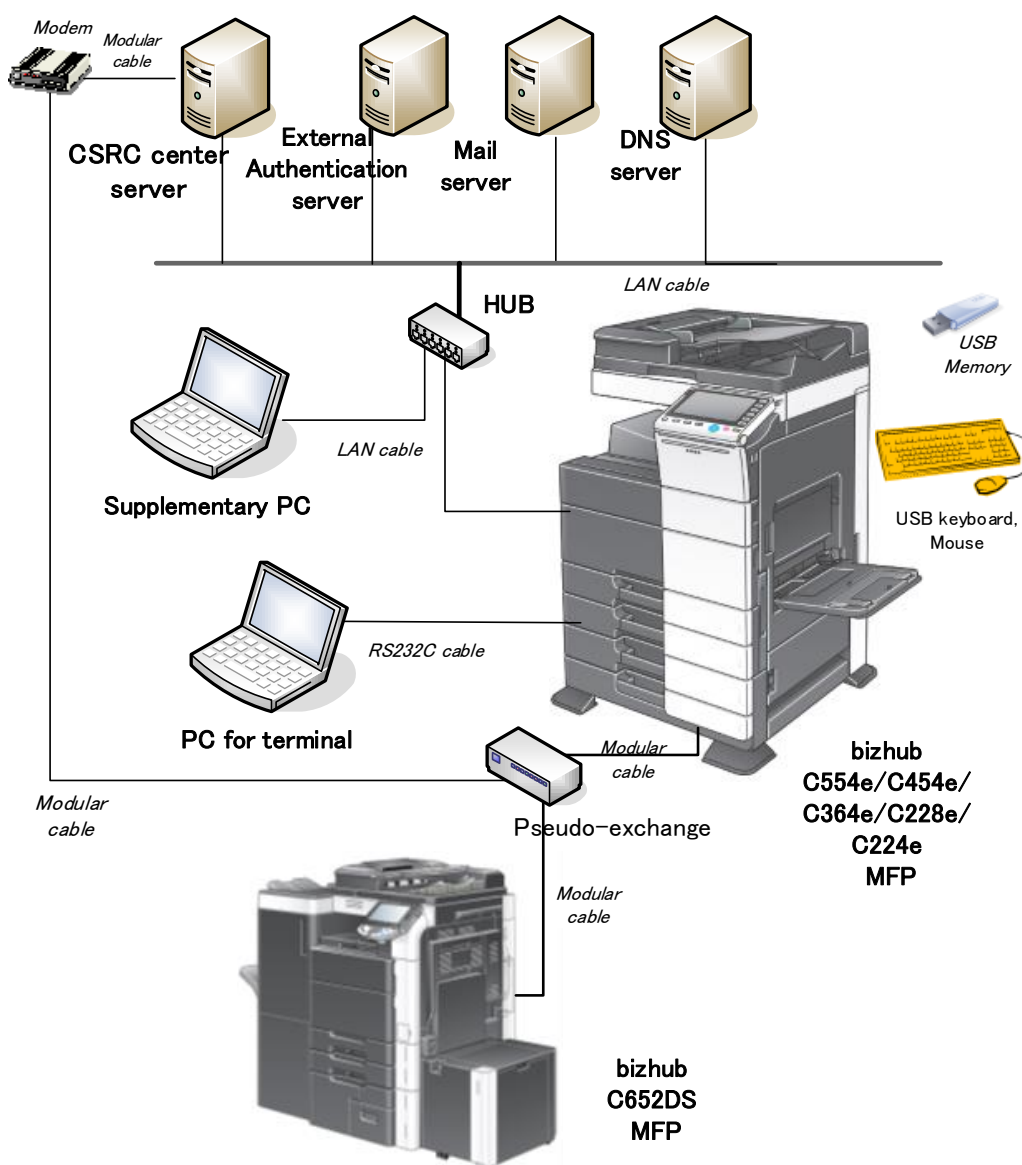 Modem
Modular
cable
CSRC center
server
External
Authentication
server
Mail
server
DNS
server
LAN cable
HUB
USB
Memory
LAN cable
Supplementary PC
USB keyboard,
Mouse
RS232C cable
PC for terminal
Modular
cable
bizhub
C554e/C454e/
C364e/C228e/
C224e
MFP
Modular
cable
Pseudo-exchange
Modular
cable
bizhub
C652DS
MFP